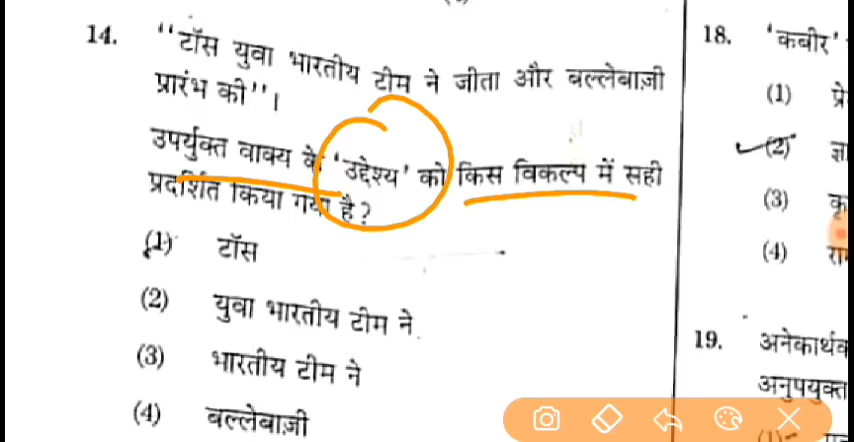 14. "टॉस युवा भारतीय टीम ने जीता और बल्लेबाज़ी
प्रारंभ की"।
उपर्युक्त वाक्य के 'उद्देश्य' को किस विकल्प में सही
प्रदर्शित किया गया है?
(1) टॉस
(2) युवा भारतीय टीम ने
(3) भारतीय टीम ने
(4) बल्लेबाज़ी
18. 'कबीर'
(1)
(2)
(3)
(4)
19. अनेकार्थक
अनुपयुक्त
(1)